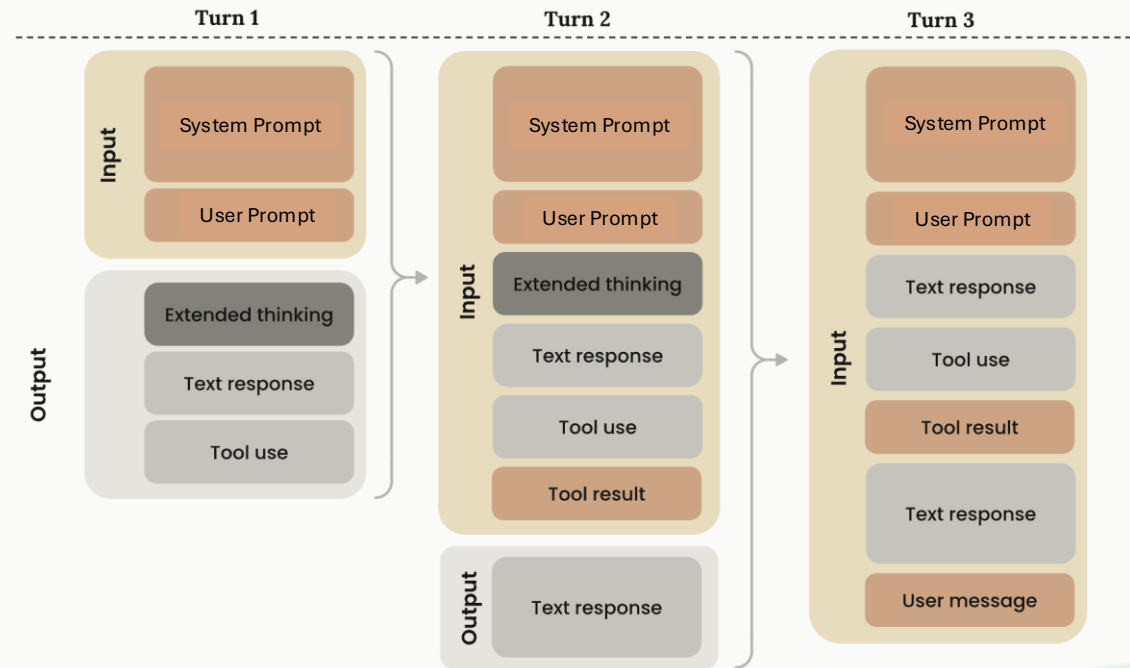 Turn 1
Turn 2
Turn 3
Input
System Prompt
User Prompt
Output
Extended thinking
Text response
Tool use
Input
System Prompt
User Prompt
Extended thinking
Text response
Tool use
Tool result
Output
Text response
Input
System Prompt
User Prompt
Text response
Tool use
Tool result
Text response
User message